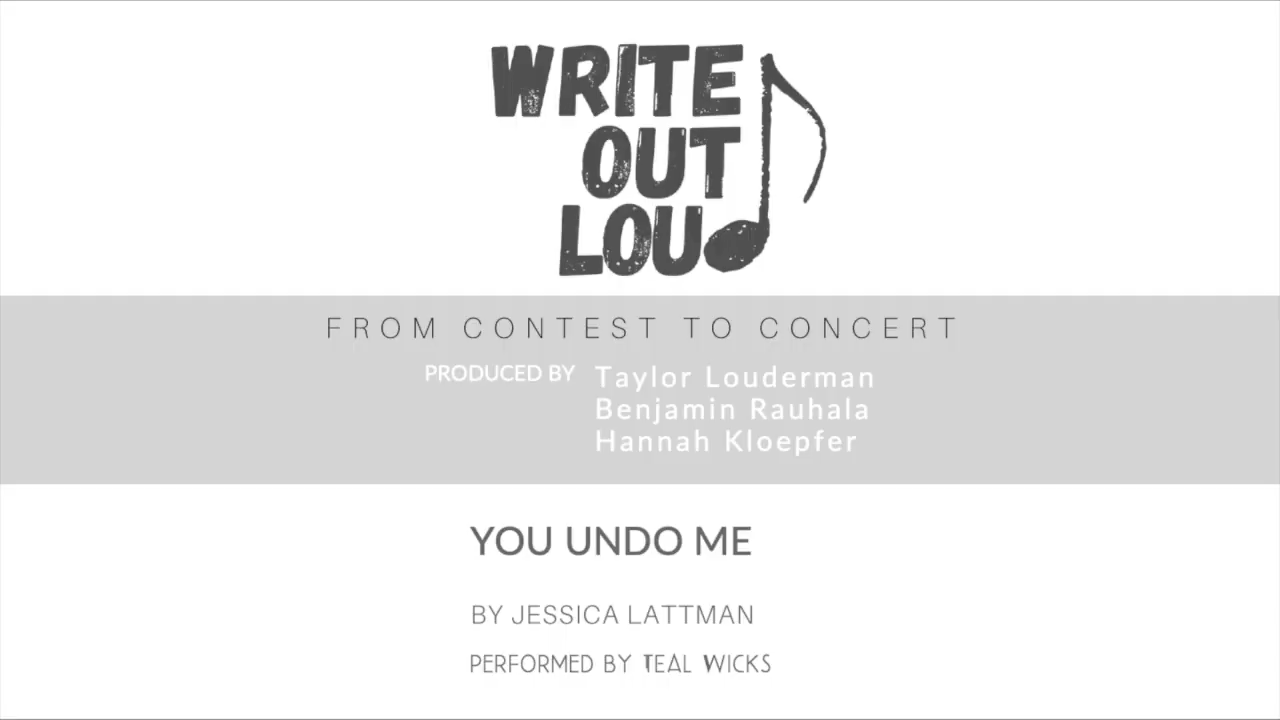 WRITE
OUT
LOU
FROM CONTEST TO CONCERT
PRODUCED BY Taylor Louderman
Benjamin Rauhala
Hannah Kloepfer
YOU UNDO ME
BY JESSICA LATTMAN
PERFORMED BY TEAL WICKS